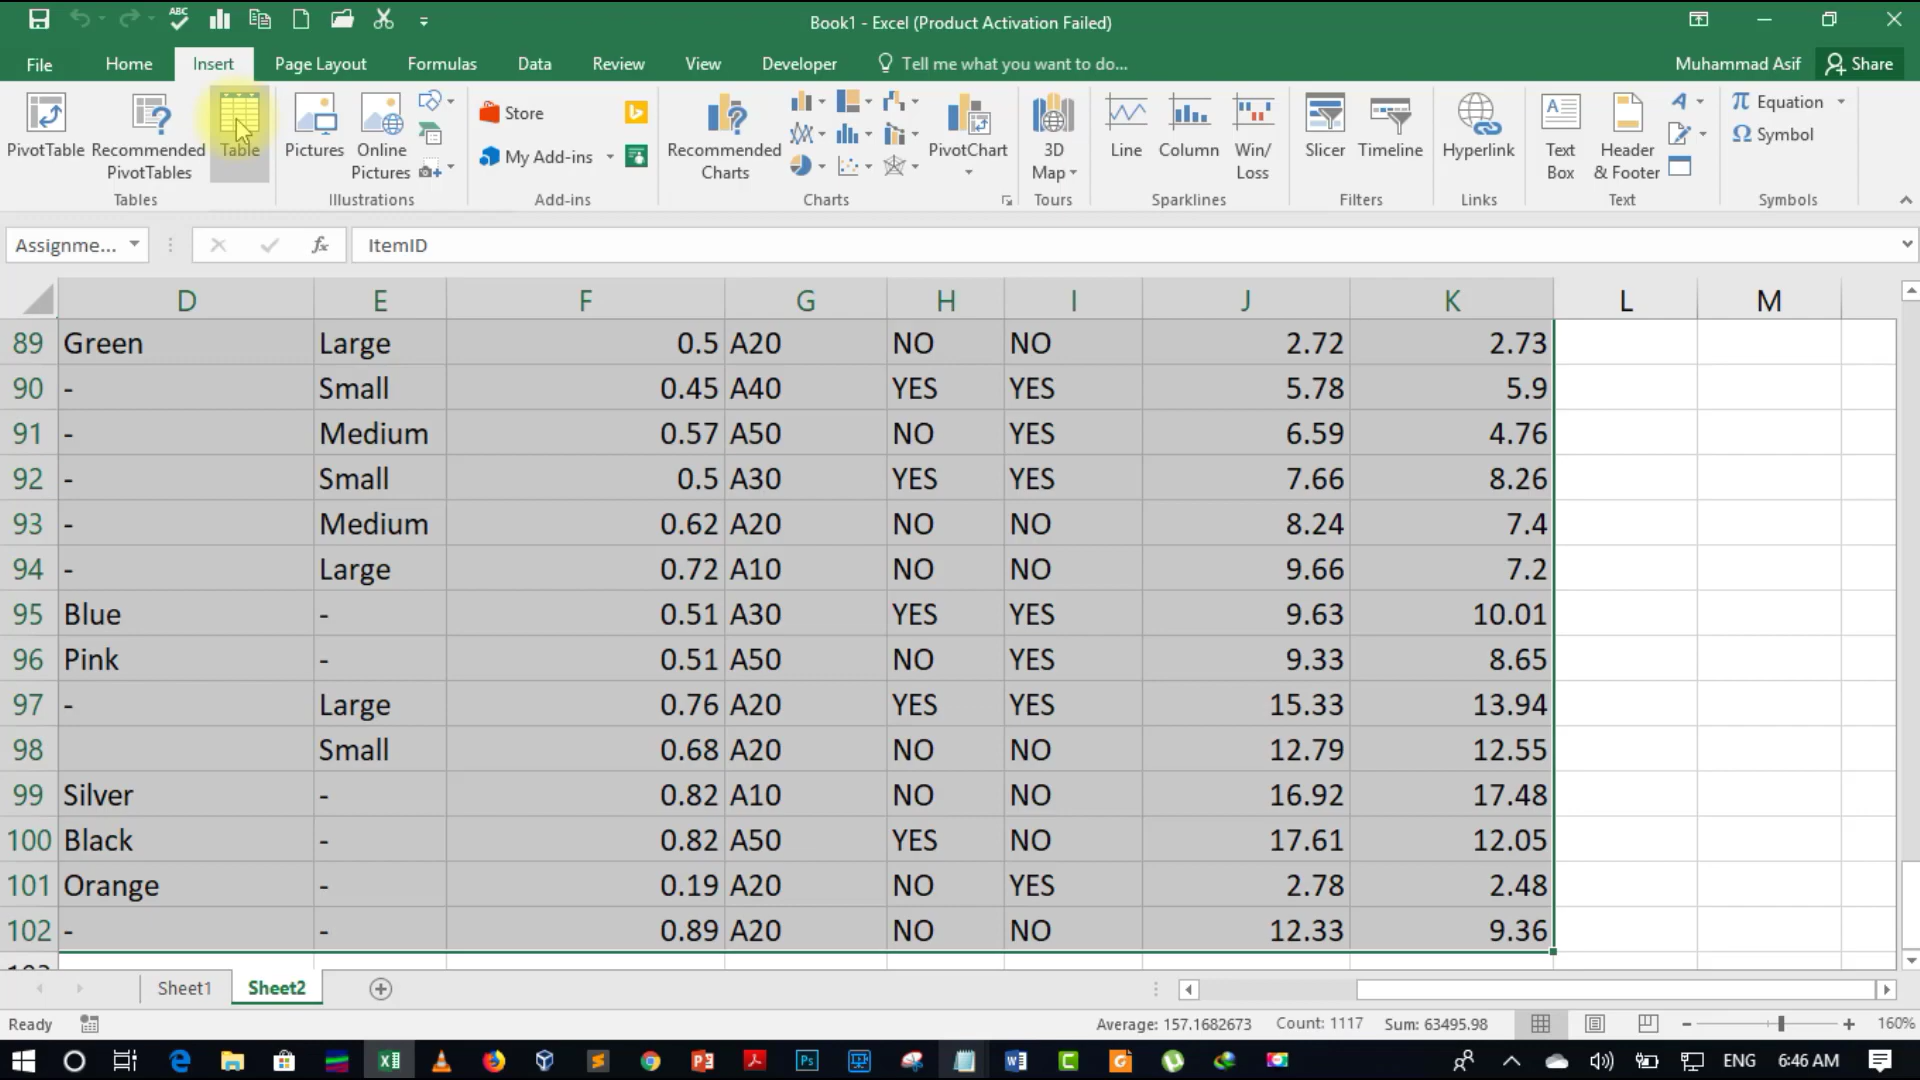 Book1 - Excel (Product Activation Failed)
File Home Insert Page Layout Formulas Data Review View Developer Tell me what you want to do... Muhammad Asif Share
PivotTable Recommended PivotTables Table Pictures Online Pictures Store My Add-ins Recommended Charts PivotChart 3D Map Line Column Win/Loss Slicer Timeline Hyperlink Text Box Header & Footer Equation Symbol
Tables Illustrations Add-ins Charts Tours Sparklines Filters Links Text Symbols
Assignme... fx ItemID
D E F G H I J K L M
89 Green Large 0.5 A20 NO NO 2.72 2.73
90 - Small 0.45 A40 YES YES 5.78 5.9
91 - Medium 0.57 A50 NO YES 6.59 4.76
92 - Small 0.5 A30 YES YES 7.66 8.26
93 - Medium 0.62 A20 NO NO 8.24 7.4
94 - Large 0.72 A10 NO NO 9.66 7.2
95 Blue - 0.51 A30 YES YES 9.63 10.01
96 Pink - 0.51 A50 NO YES 9.33 8.65
97 - Large 0.76 A20 YES YES 15.33 13.94
98 Small 0.68 A20 NO NO 12.79 12.55
99 Silver - 0.82 A10 NO NO 16.92 17.48
100 Black - 0.82 A50 YES NO 17.61 12.05
101 Orange - 0.19 A20 NO YES 2.78 2.48
102 - - 0.89 A20 NO NO 12.33 9.36
Sheet1 Sheet2
Ready Average: 157.1682673 Count: 1117 Sum: 63495.98 160%
ENG 6:46 AM